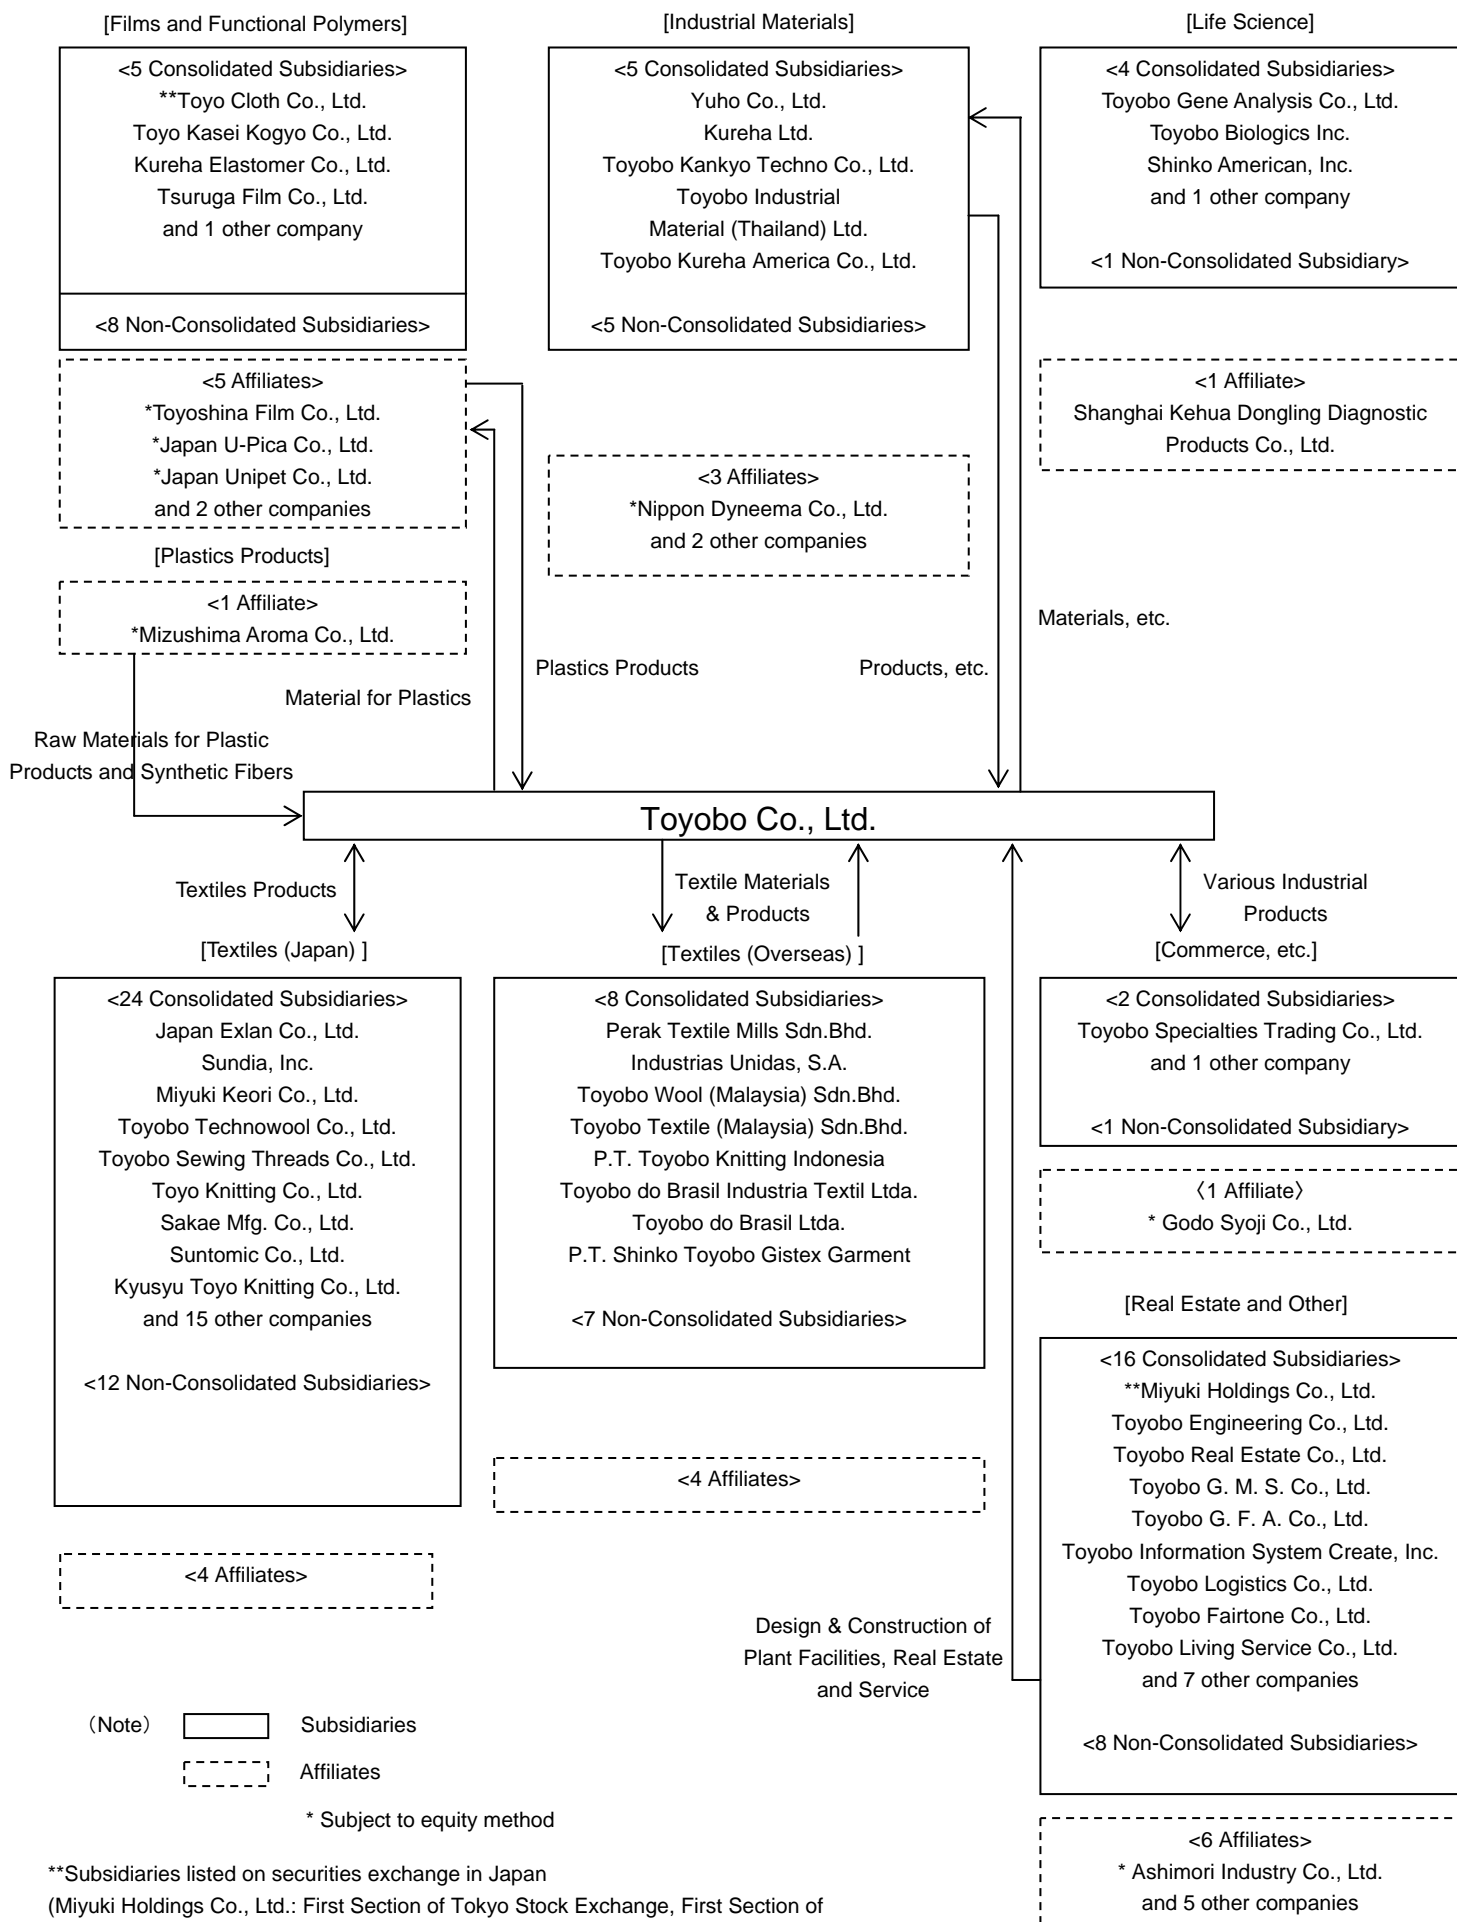 [Films and Functional Polymers]
<5 Consolidated Subsidiaries>
**Toyo Cloth Co., Ltd.
Toyo Kasei Kogyo Co., Ltd.
Kureha Elastomer Co., Ltd.
Tsuruga Film Co., Ltd.
and 1 other company
<8 Non-Consolidated Subsidiaries>
<5 Affiliates>
*Toyoshina Film Co., Ltd.
*Japan U-Pica Co., Ltd.
*Japan Unipet Co., Ltd.
and 2 other companies
[Plastics Products]
<1 Affiliate>
*Mizushima Aroma Co., Ltd.
[Industrial Materials]
<5 Consolidated Subsidiaries>
Yuho Co., Ltd.
Kureha Ltd.
Toyobo Kankyo Techno Co., Ltd.
Toyobo Industrial
Material (Thailand) Ltd.
Toyobo Kureha America Co., Ltd.
<5 Non-Consolidated Subsidiaries>
<3 Affiliates>
*Nippon Dyneema Co., Ltd.
and 2 other companies
[Life Science]
<4 Consolidated Subsidiaries>
Toyobo Gene Analysis Co., Ltd.
Toyobo Biologics Inc.
Shinko American, Inc.
and 1 other company
<1 Non-Consolidated Subsidiary>
<1 Affiliate>
Shanghai Kehua Dongling Diagnostic
Products Co., Ltd.
Materials, etc.
Plastics Products
Products, etc.
Material for Plastics
Raw Materials for Plastic
Products and Synthetic Fibers
Toyobo Co., Ltd.
Textiles Products
Textile Materials
& Products
Various Industrial
Products
[Textiles (Japan) ]
<24 Consolidated Subsidiaries>
Japan Exlan Co., Ltd.
Sundia, Inc.
Miyuki Keori Co., Ltd.
Toyobo Technowool Co., Ltd.
Toyobo Sewing Threads Co., Ltd.
Toyo Knitting Co., Ltd.
Sakae Mfg. Co., Ltd.
Suntomic Co., Ltd.
Kyusyu Toyo Knitting Co., Ltd.
and 15 other companies
<12 Non-Consolidated Subsidiaries>
<4 Affiliates>
[Textiles (Overseas) ]
<8 Consolidated Subsidiaries>
Perak Textile Mills Sdn.Bhd.
Industrias Unidas, S.A.
Toyobo Wool (Malaysia) Sdn.Bhd.
Toyobo Textile (Malaysia) Sdn.Bhd.
P.T. Toyobo Knitting Indonesia
Toyobo do Brasil Industria Textil Ltda.
Toyobo do Brasil Ltda.
P.T. Shinko Toyobo Gistex Garment
<7 Non-Consolidated Subsidiaries>
<4 Affiliates>
[Commerce, etc.]
<2 Consolidated Subsidiaries>
Toyobo Specialties Trading Co., Ltd.
and 1 other company
<1 Non-Consolidated Subsidiary>
〈1 Affiliate〉
* Godo Syoji Co., Ltd.
[Real Estate and Other]
<16 Consolidated Subsidiaries>
**Miyuki Holdings Co., Ltd.
Toyobo Engineering Co., Ltd.
Toyobo Real Estate Co., Ltd.
Toyobo G. M. S. Co., Ltd.
Toyobo G. F. A. Co., Ltd.
Toyobo Information System Create, Inc.
Toyobo Logistics Co., Ltd.
Toyobo Fairtone Co., Ltd.
Toyobo Living Service Co., Ltd.
and 7 other companies
<8 Non-Consolidated Subsidiaries>
<6 Affiliates>
* Ashimori Industry Co., Ltd.
and 5 other companies
Design & Construction of
Plant Facilities, Real Estate
and Service
（Note） Subsidiaries
Affiliates
* Subject to equity method
**Subsidiaries listed on securities exchange in Japan
(Miyuki Holdings Co., Ltd.: First Section of Tokyo Stock Exchange, First Section of